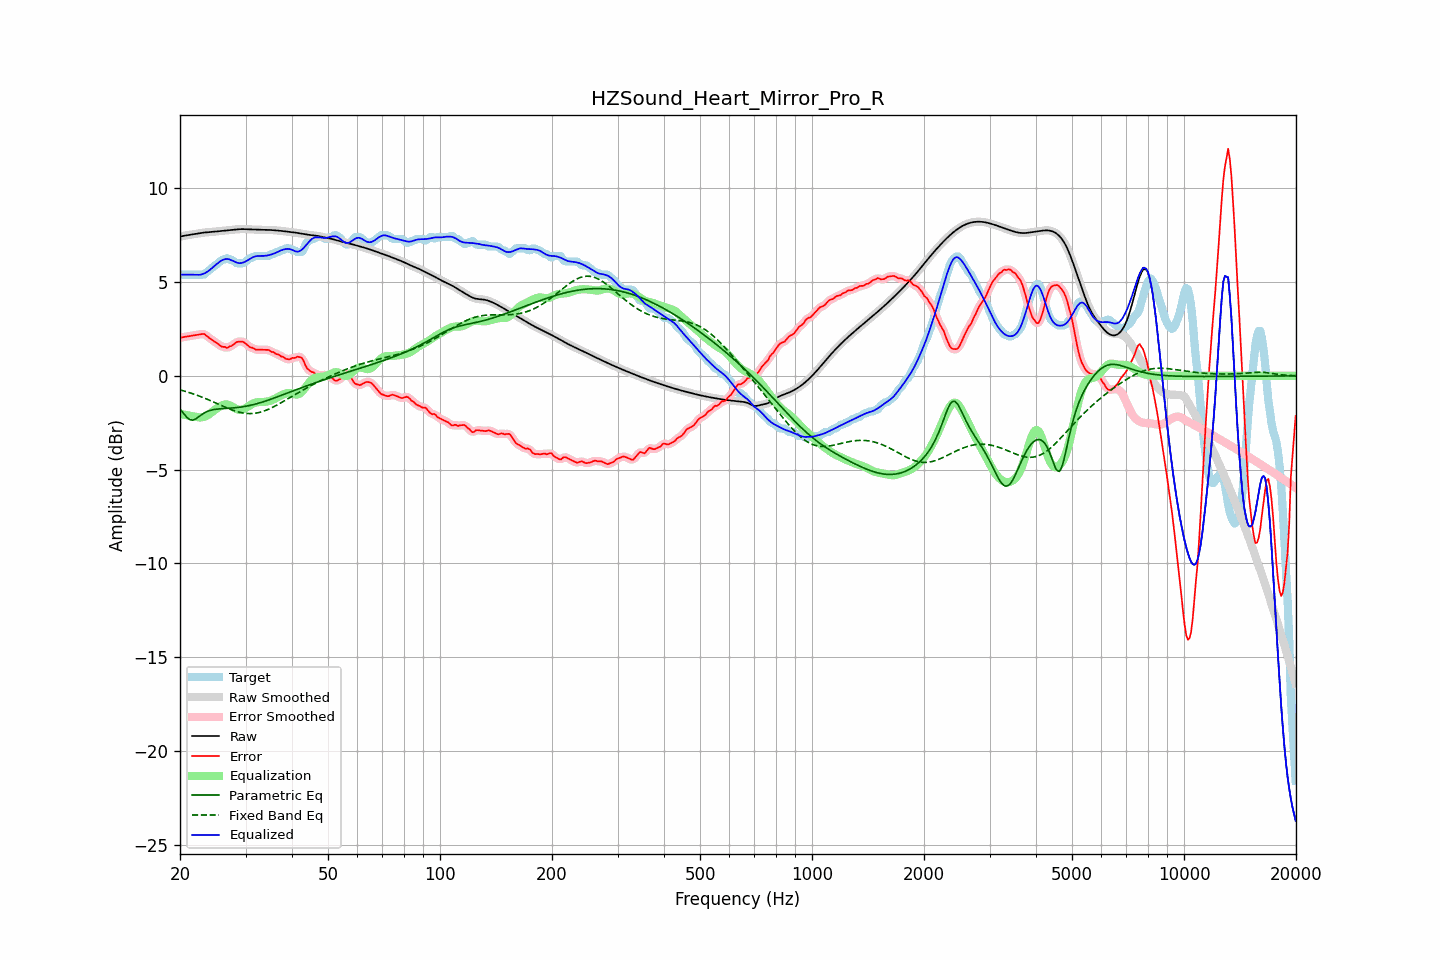 HZSound_Heart_Mirror_Pro_R
Amplitude (dBr)
10
5
0
−5
−10
−15
−20
−25
Target
Raw Smoothed
Error Smoothed
Raw
Error
Equalization
Parametric Eq
Fixed Band Eq
Equalized
20 50 100 200 500 1000 2000 5000 10000 20000
Frequency (Hz)